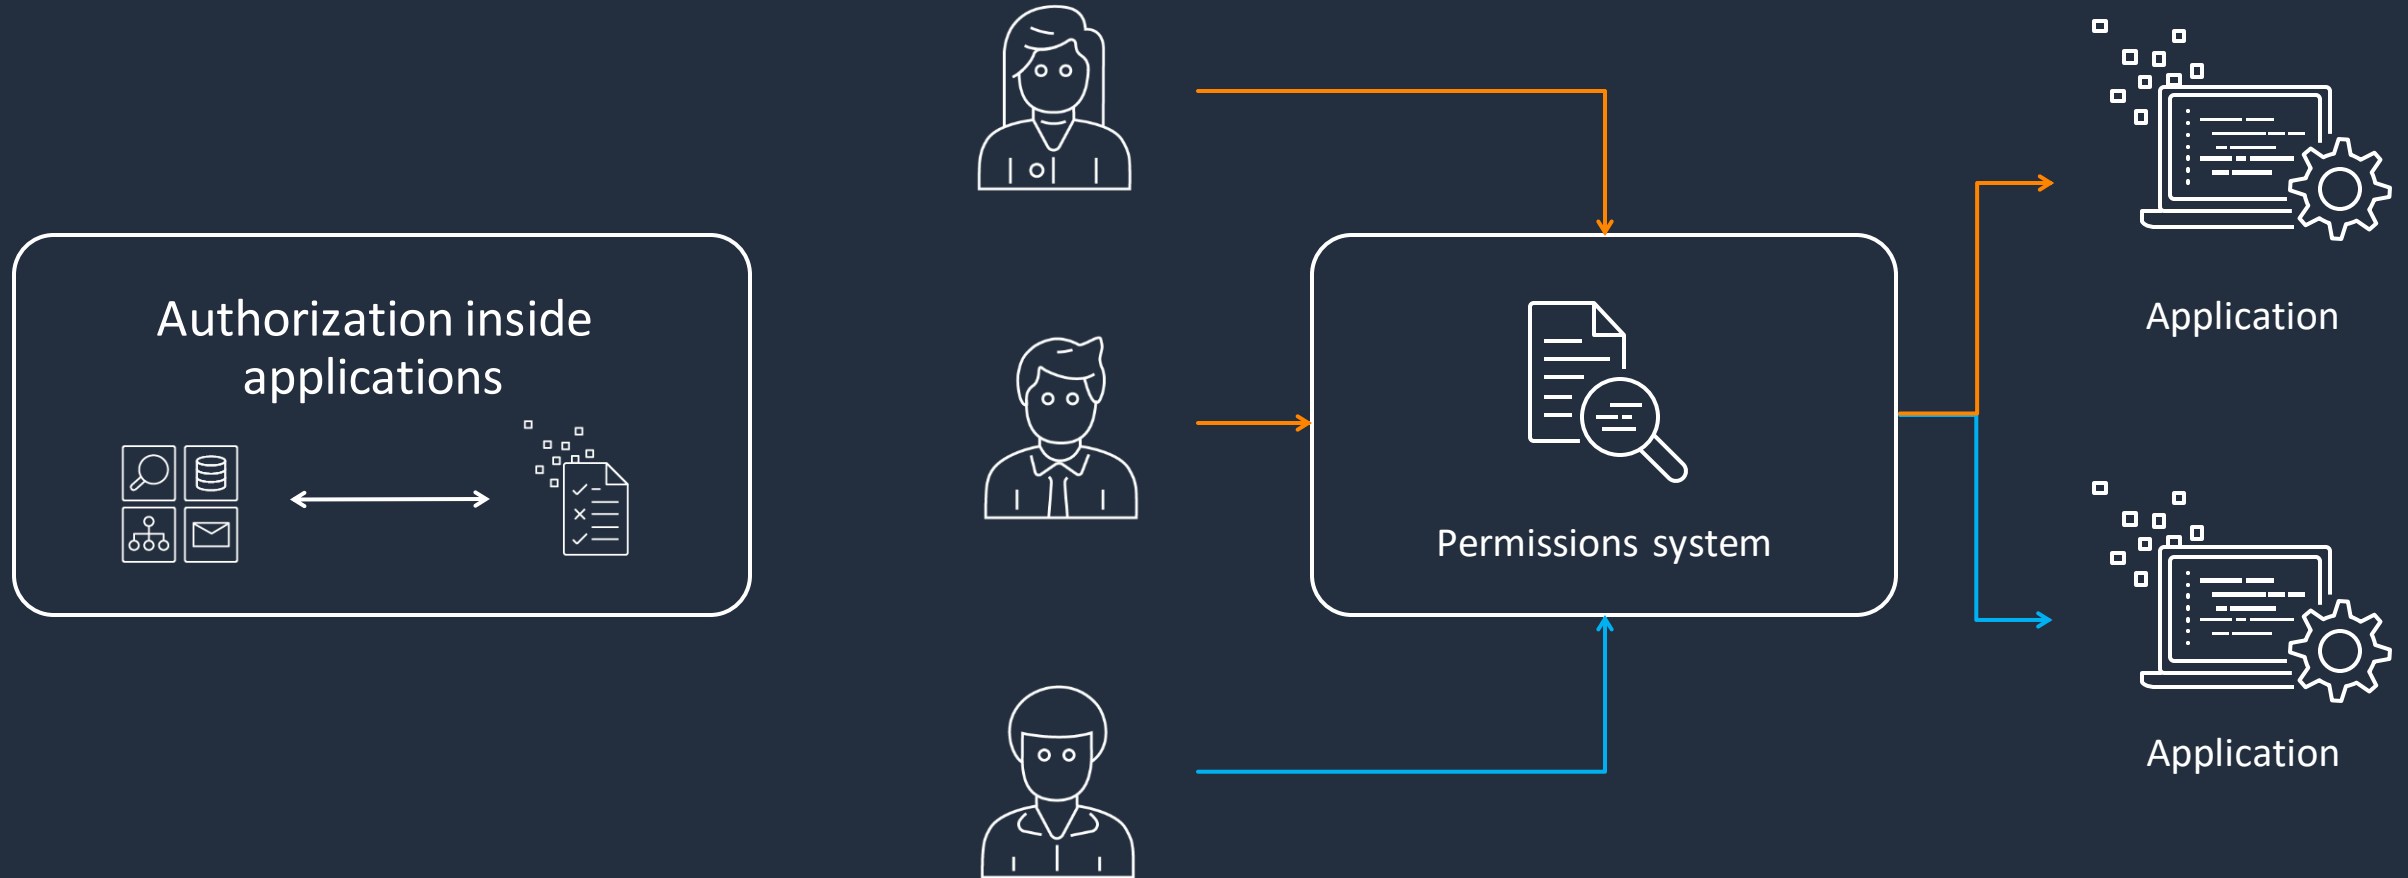 Authorization inside
applications
Permissions system
Application
Application